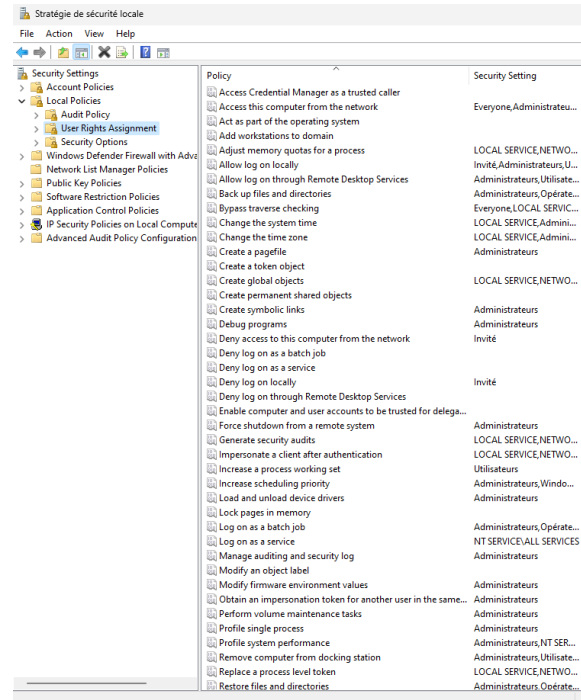 Stratégie de sécurité locale
File Action View Help
Security Settings
Account Policies
Local Policies
Audit Policy
User Rights Assignment
Security Options
Windows Defender Firewall with Adva
Network List Manager Policies
Public Key Policies
Software Restriction Policies
Application Control Policies
IP Security Policies on Local Compute
Advanced Audit Policy Configuration
Policy Security Setting
Access Credential Manager as a trusted caller
Access this computer from the network Everyone,Administrateu...
Act as part of the operating system
Add workstations to domain
Adjust memory quotas for a process LOCAL SERVICE,NETWO...
Allow log on locally Invité,Administrateurs,U...
Allow log on through Remote Desktop Services Administrateurs,Utilisate...
Back up files and directories Administrateurs,Opérate...
Bypass traverse checking Everyone,LOCAL SERVIC...
Change the system time LOCAL SERVICE,Admini...
Change the time zone LOCAL SERVICE,Admini...
Create a pagefile Administrateurs
Create a token object
Create global objects LOCAL SERVICE,NETWO...
Create permanent shared objects
Create symbolic links Administrateurs
Debug programs Administrateurs
Deny access to this computer from the network Invité
Deny log on as a batch job
Deny log on as a service
Deny log on locally Invité
Deny log on through Remote Desktop Services
Enable computer and user accounts to be trusted for delega...
Force shutdown from a remote system Administrateurs
Generate security audits LOCAL SERVICE,NETWO...
Impersonate a client after authentication LOCAL SERVICE,NETWO...
Increase a process working set Utilisateurs
Increase scheduling priority Administrateurs,Windo...
Load and unload device drivers Administrateurs
Lock pages in memory
Log on as a batch job Administrateurs,Opérate...
Log on as a service NT SERVICE\ALL SERVICES
Manage auditing and security log Administrateurs
Modify an object label
Modify firmware environment values Administrateurs
Obtain an impersonation token for another user in the same... Administrateurs
Perform volume maintenance tasks Administrateurs
Profile single process Administrateurs
Profile system performance Administrateurs,NT SER...
Remove computer from docking station Administrateurs,Utilisate...
Replace a process level token LOCAL SERVICE,NETWO...
Restore files and directories Administrateurs,Opérate...